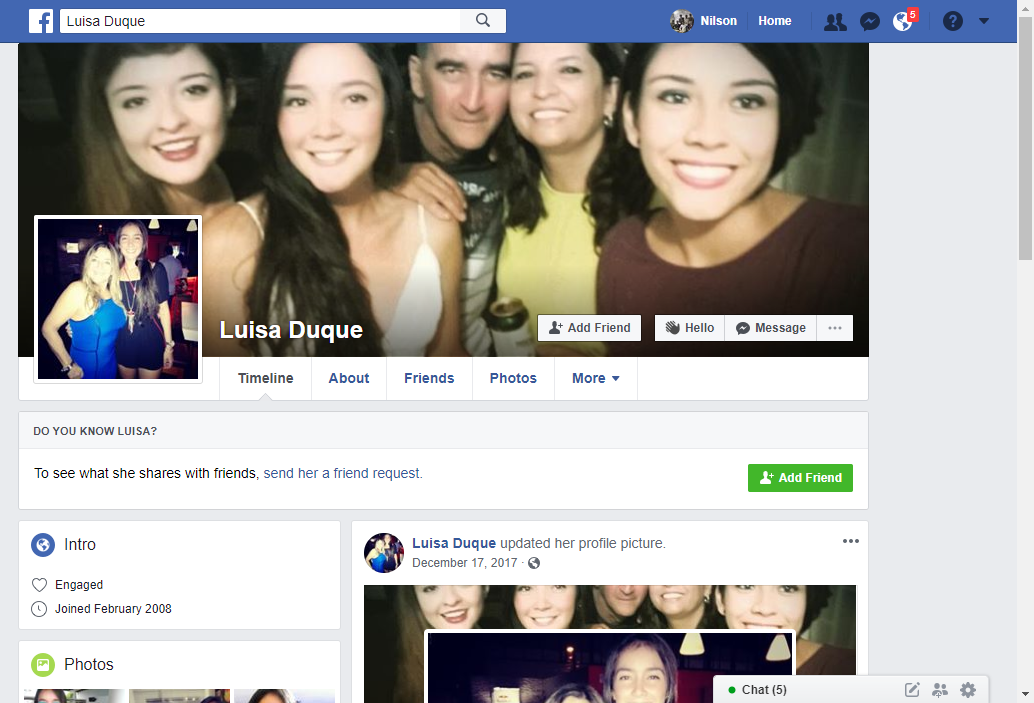 Luisa Duque
Nilson
Home
5
Luisa Duque
Add Friend
Hello
Message
Timeline
About
Friends
Photos
More
DO YOU KNOW LUISA?
To see what she shares with friends, send her a friend request.
Add Friend
Intro
Engaged
Joined February 2008
Photos
Luisa Duque updated her profile picture.
December 17, 2017 ·
Chat (5)